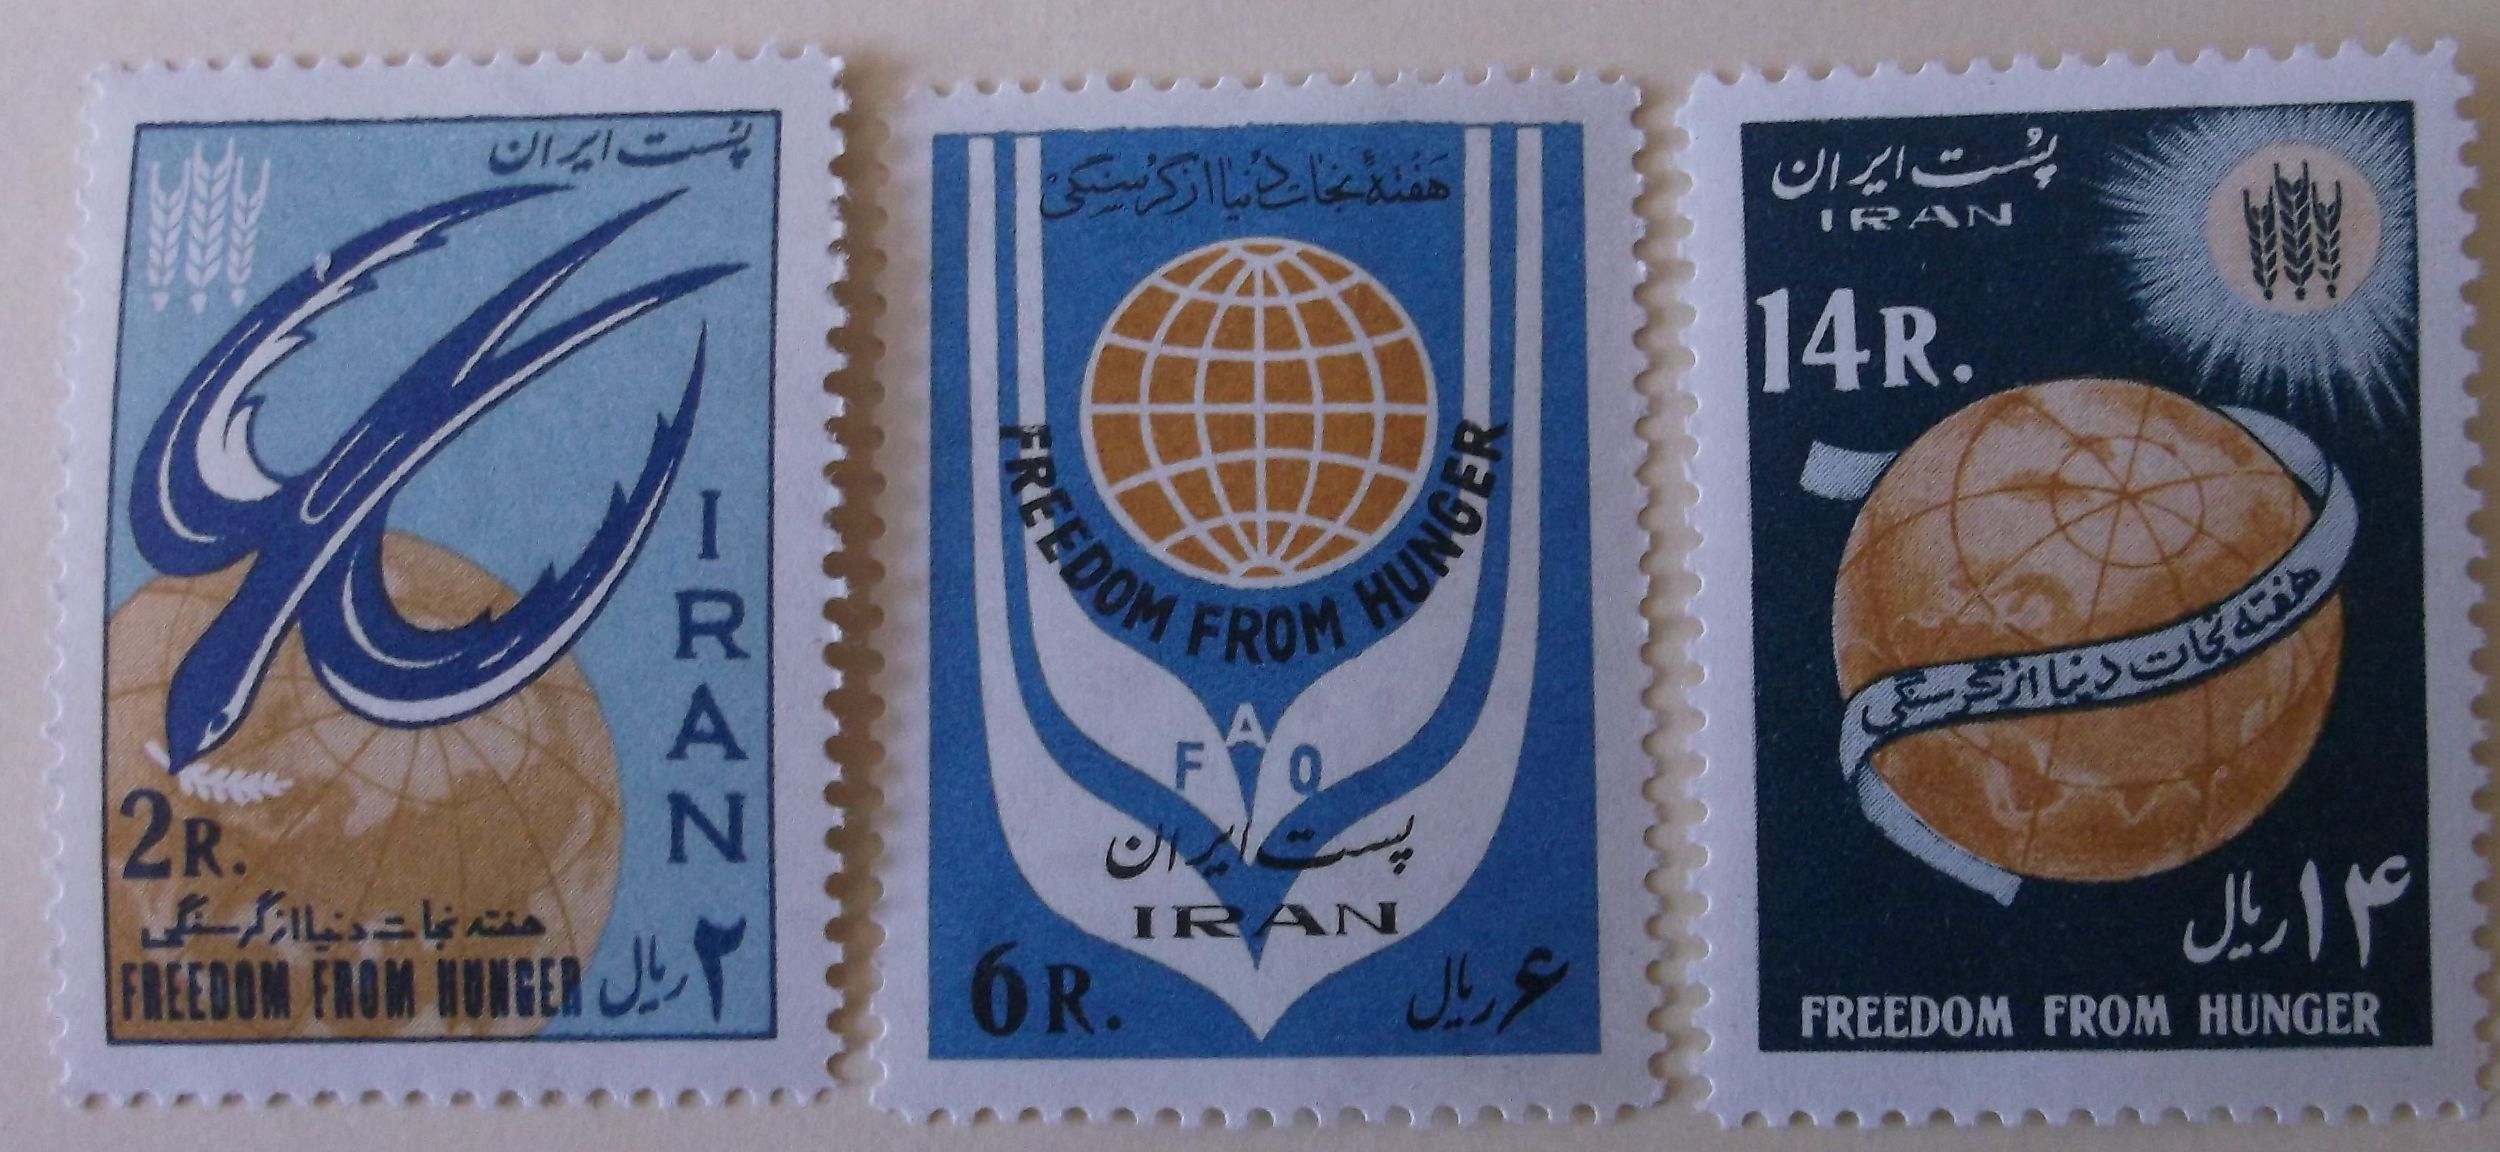 پست ایران
IRAN
2R.
هفته نجات دنیا از گرسنگی
FREEDOM FROM HUNGER
۲ ریال
هفتهٔ نجات دنیا از گرسنگی
FREEDOM FROM HUNGER
FAO
پست ایران
IRAN
6R.
۶ ریال
پست ایران
IRAN
14R.
هفته نجات دنیا از گرسنگی
۱۴ ریال
FREEDOM FROM HUNGER